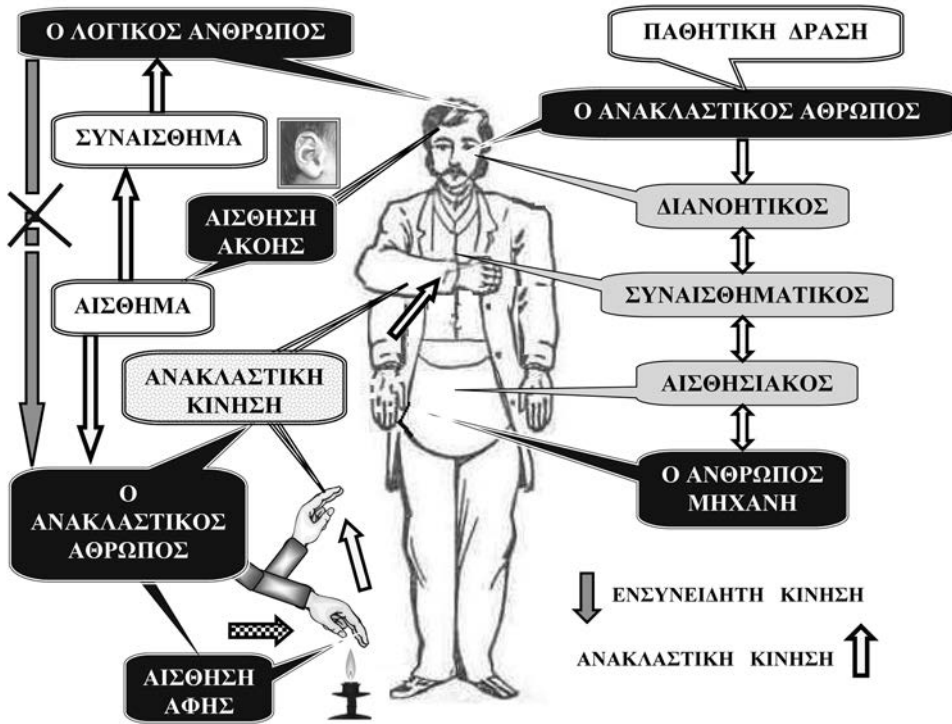 Ο ΛΟΓΙΚΟΣ ΑΝΘΡΩΠΟΣ
ΠΑΘΗΤΙΚΗ ΔΡΑΣΗ
Ο ΑΝΑΚΛΑΣΤΙΚΟΣ ΑΘΡΩΠΟΣ
ΣΥΝΑΙΣΘΗΜΑ
ΑΙΣΘΗΣΗ
ΑΚΟΗΣ
ΔΙΑΝΟΗΤΙΚΟΣ
ΑΙΣΘΗΜΑ
ΣΥΝΑΙΣΘΗΜΑΤΙΚΟΣ
ΑΝΑΚΛΑΣΤΙΚΗ
ΚΙΝΗΣΗ
ΑΙΣΘΗΣΙΑΚΟΣ
Ο
ΑΝΑΚΛΑΣΤΙΚΟΣ
ΑΘΡΩΠΟΣ
Ο ΑΝΘΡΩΠΟΣ
ΜΗΧΑΝΗ
ΕΝΣΥΝΕΙΔΗΤΗ ΚΙΝΗΣΗ
ΑΝΑΚΛΑΣΤΙΚΗ ΚΙΝΗΣΗ
ΑΙΣΘΗΣΗ
ΑΦΗΣ